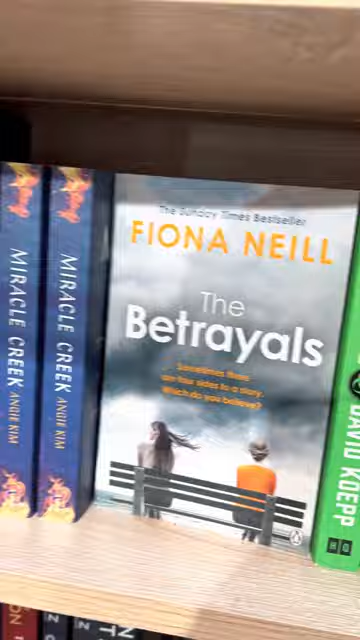 MIRACLE CREEK ANGIE KIM
MIRACLE CREEK ANGIE KIM
The Sunday Times Bestseller
FIONA NEILL
The
Betrayals
Sometimes there
are four sides to a story.
Which do you believe?
DAVID KOEPP